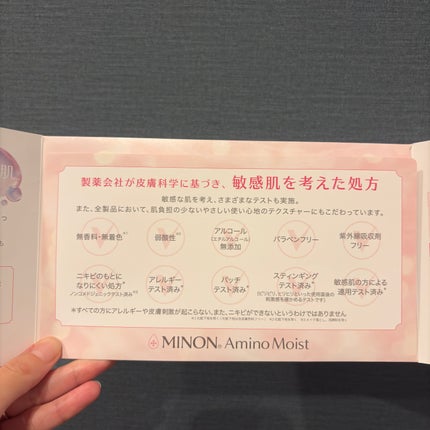 肌
製薬会社が皮膚科学に基づき、敏感肌を考えた処方
敏感な肌を考え、さまざまなテストも実施。
また、全製品において、肌負担の少ないやさしい使い心地のテクスチャーにもこだわっています。
無香料・無着色
弱酸性
アルコール
(エチルアルコール)
無添加
パラベンフリー
紫外線吸収剤
フリー
ニキビのもとに
なりにくい処方
ノンコメドジェニックテスト済み
アレルギー
テスト済み*
パッチ
テスト済み*
スティンギング
テスト済み*
敏感肌の方による
連用テスト済み*
*すべての方にアレルギーや皮膚刺激が起こらない、また、ニキビができないというわけではありません
MINON® Amino Moist